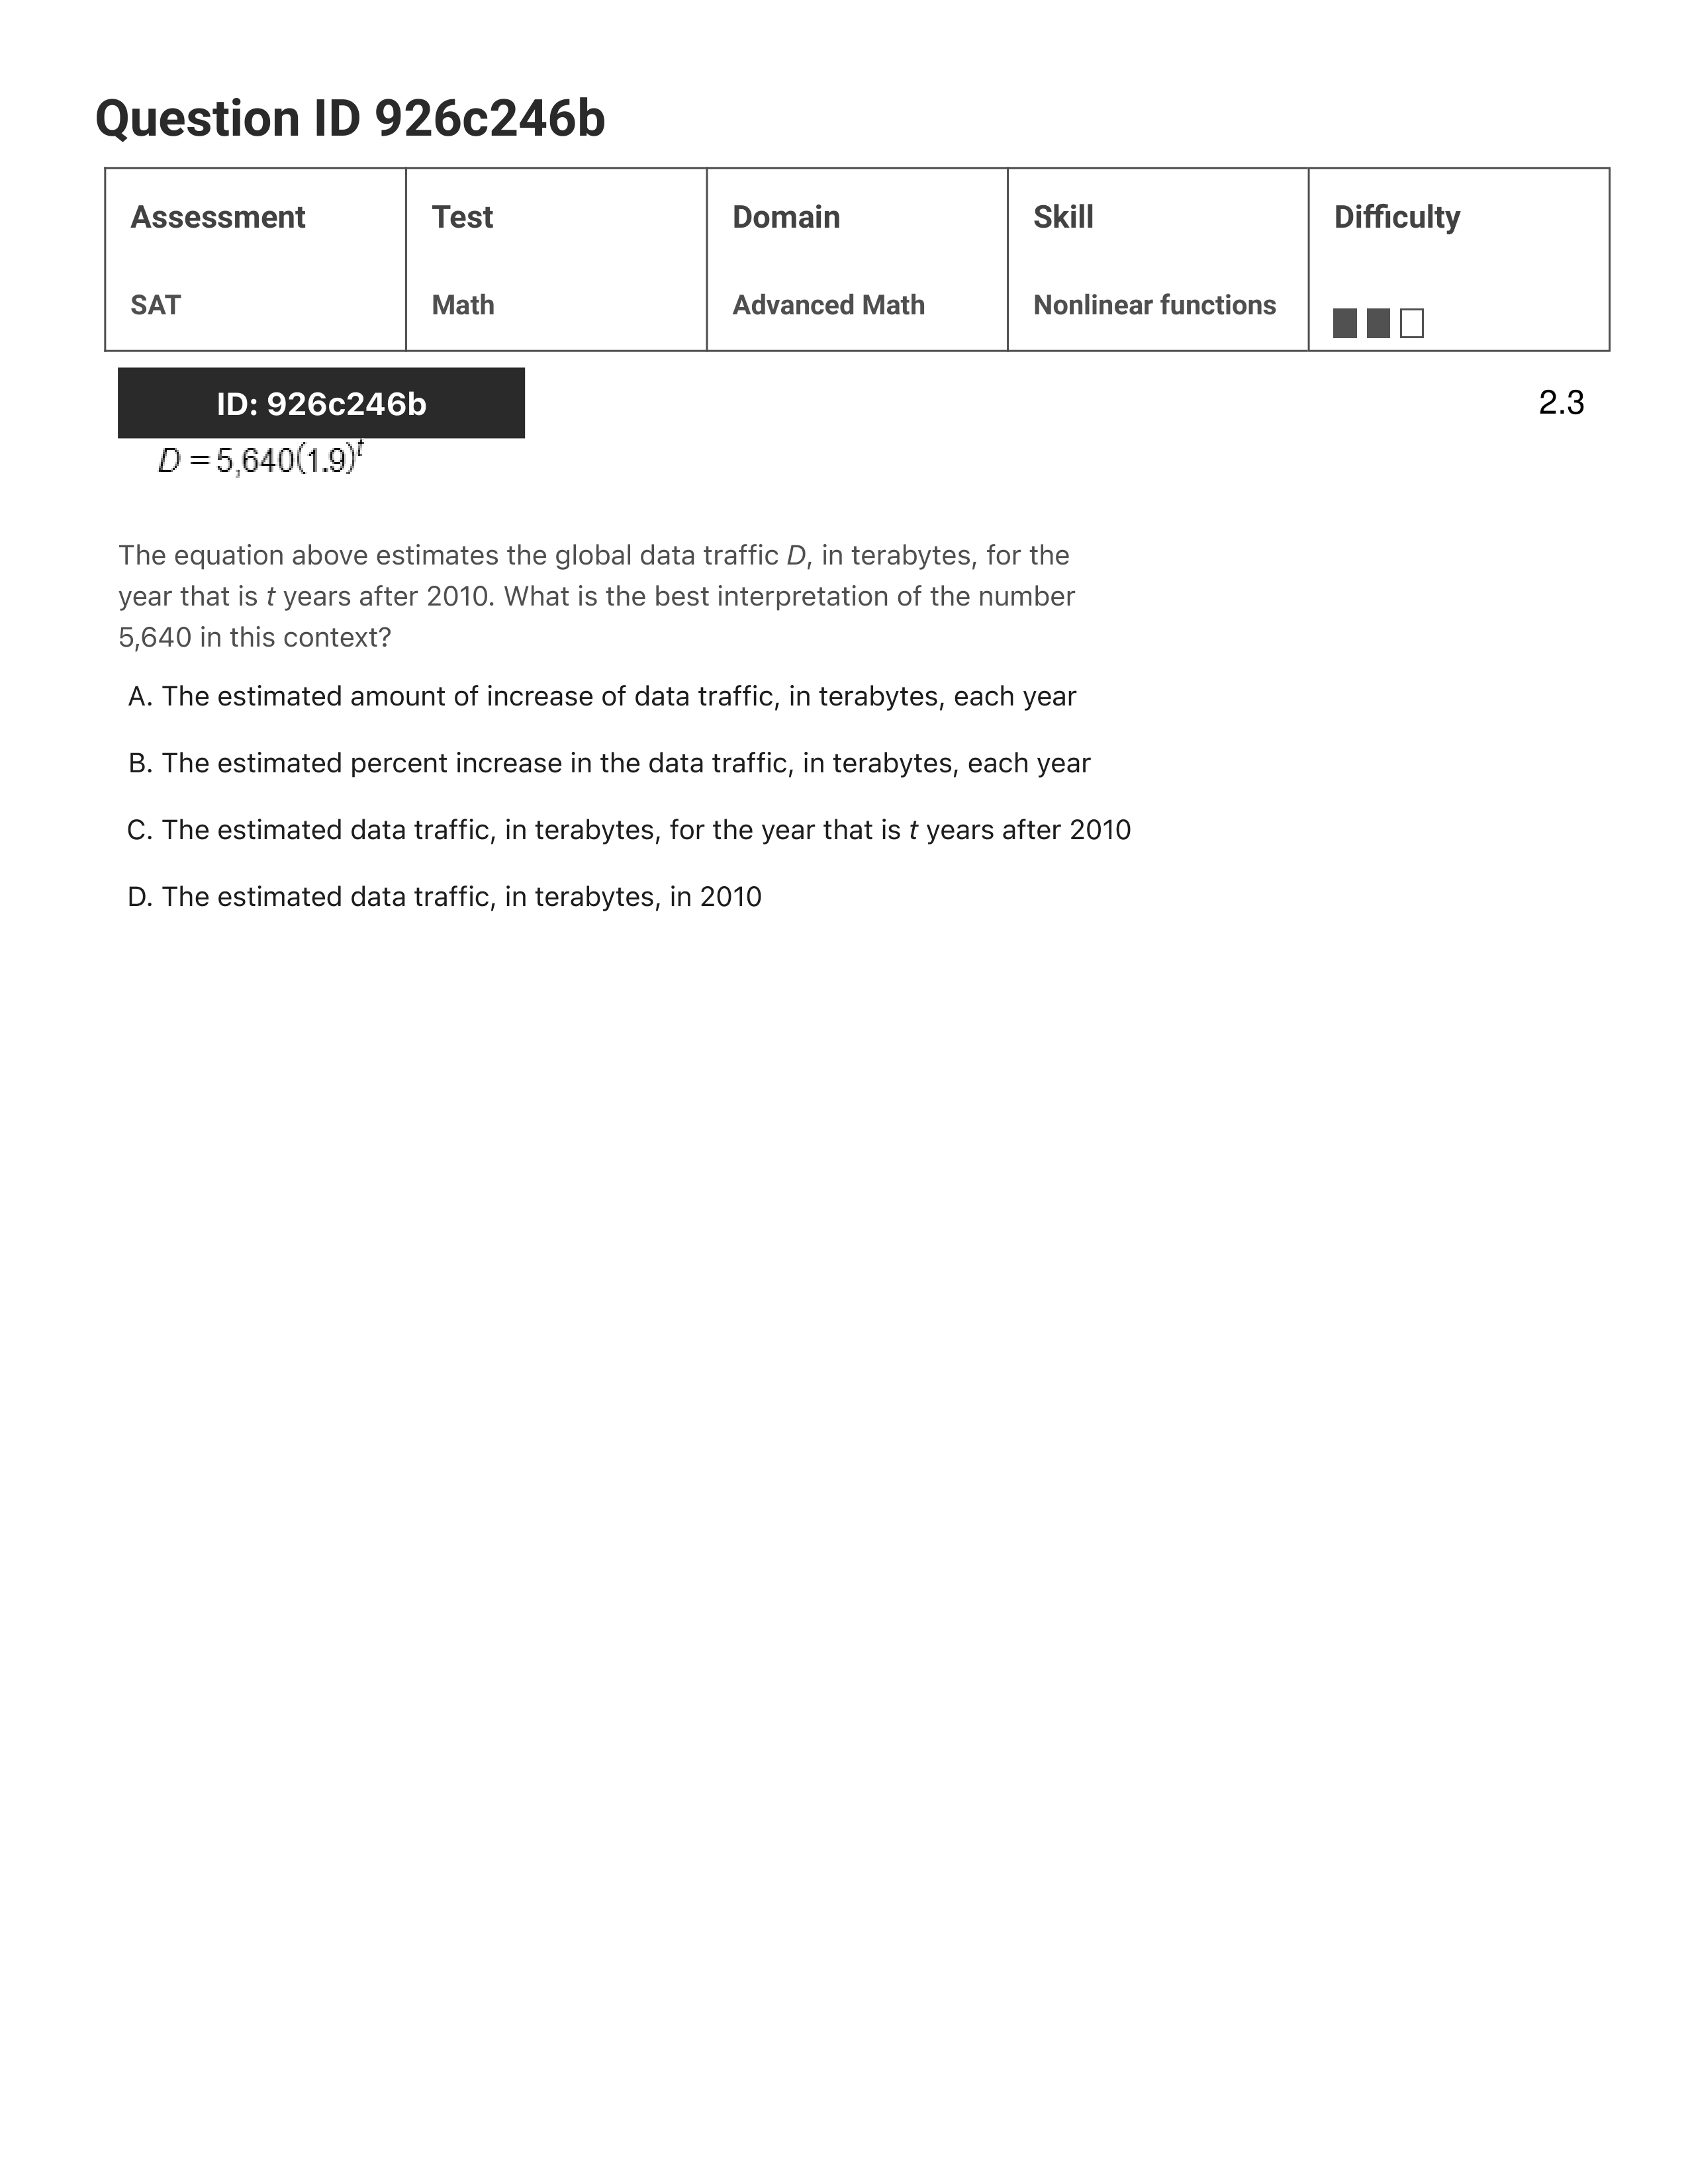 Question ID 926c246b
Assessment Test Domain Skill Difficulty
SAT Math Advanced Math Nonlinear functions
ID: 926c246b 2.3
D = 5,640(1.9)^t
The equation above estimates the global data traffic D, in terabytes, for the
year that is t years after 2010. What is the best interpretation of the number
5,640 in this context?
A. The estimated amount of increase of data traffic, in terabytes, each year
B. The estimated percent increase in the data traffic, in terabytes, each year
C. The estimated data traffic, in terabytes, for the year that is t years after 2010
D. The estimated data traffic, in terabytes, in 2010